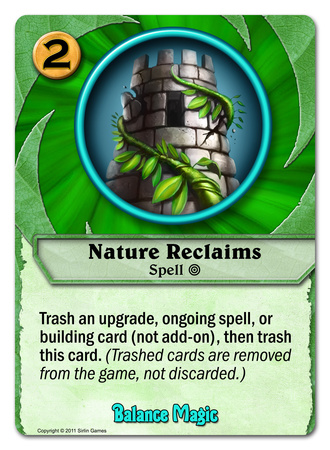 2
Nature Reclaims
Spell ◎
Trash an upgrade, ongoing spell, or
building card (not add-on), then trash
this card. (Trashed cards are removed
from the game, not discarded.)
Balance Magic
Copyright © 2011 Sirlin Games